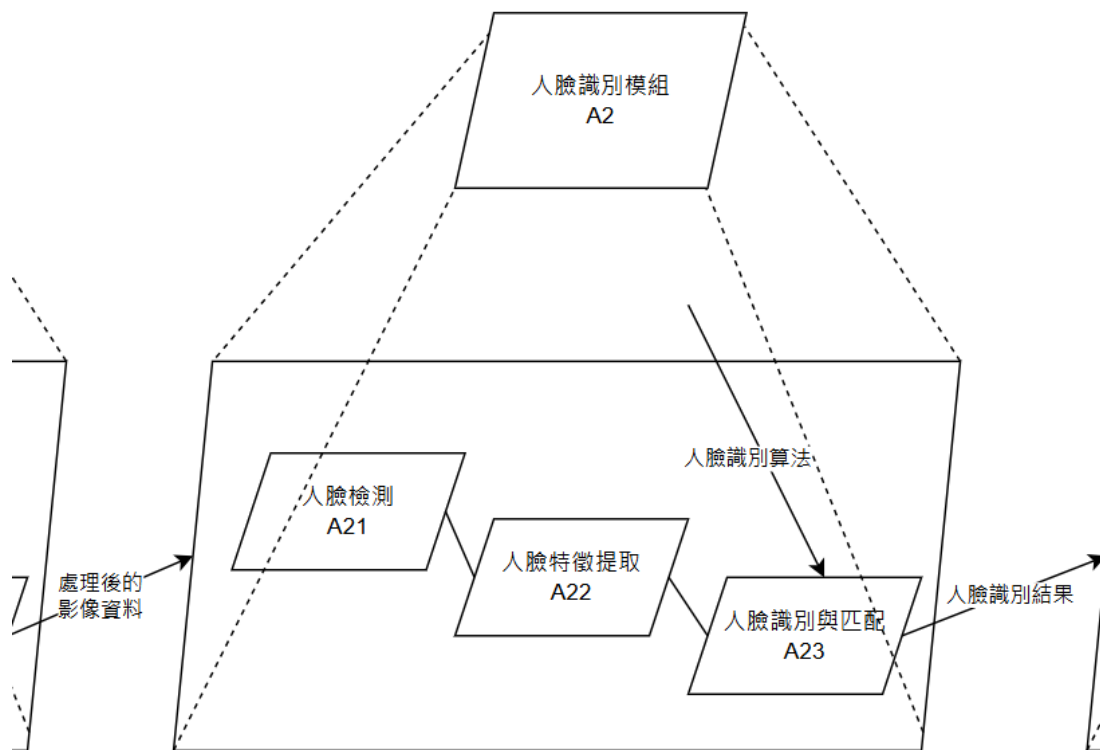 人臉識別模組
A2
人臉識別算法
人臉檢測
A21
人臉特徵提取
A22
處理後的
影像資料
人臉識別與匹配
A23
人臉識別結果